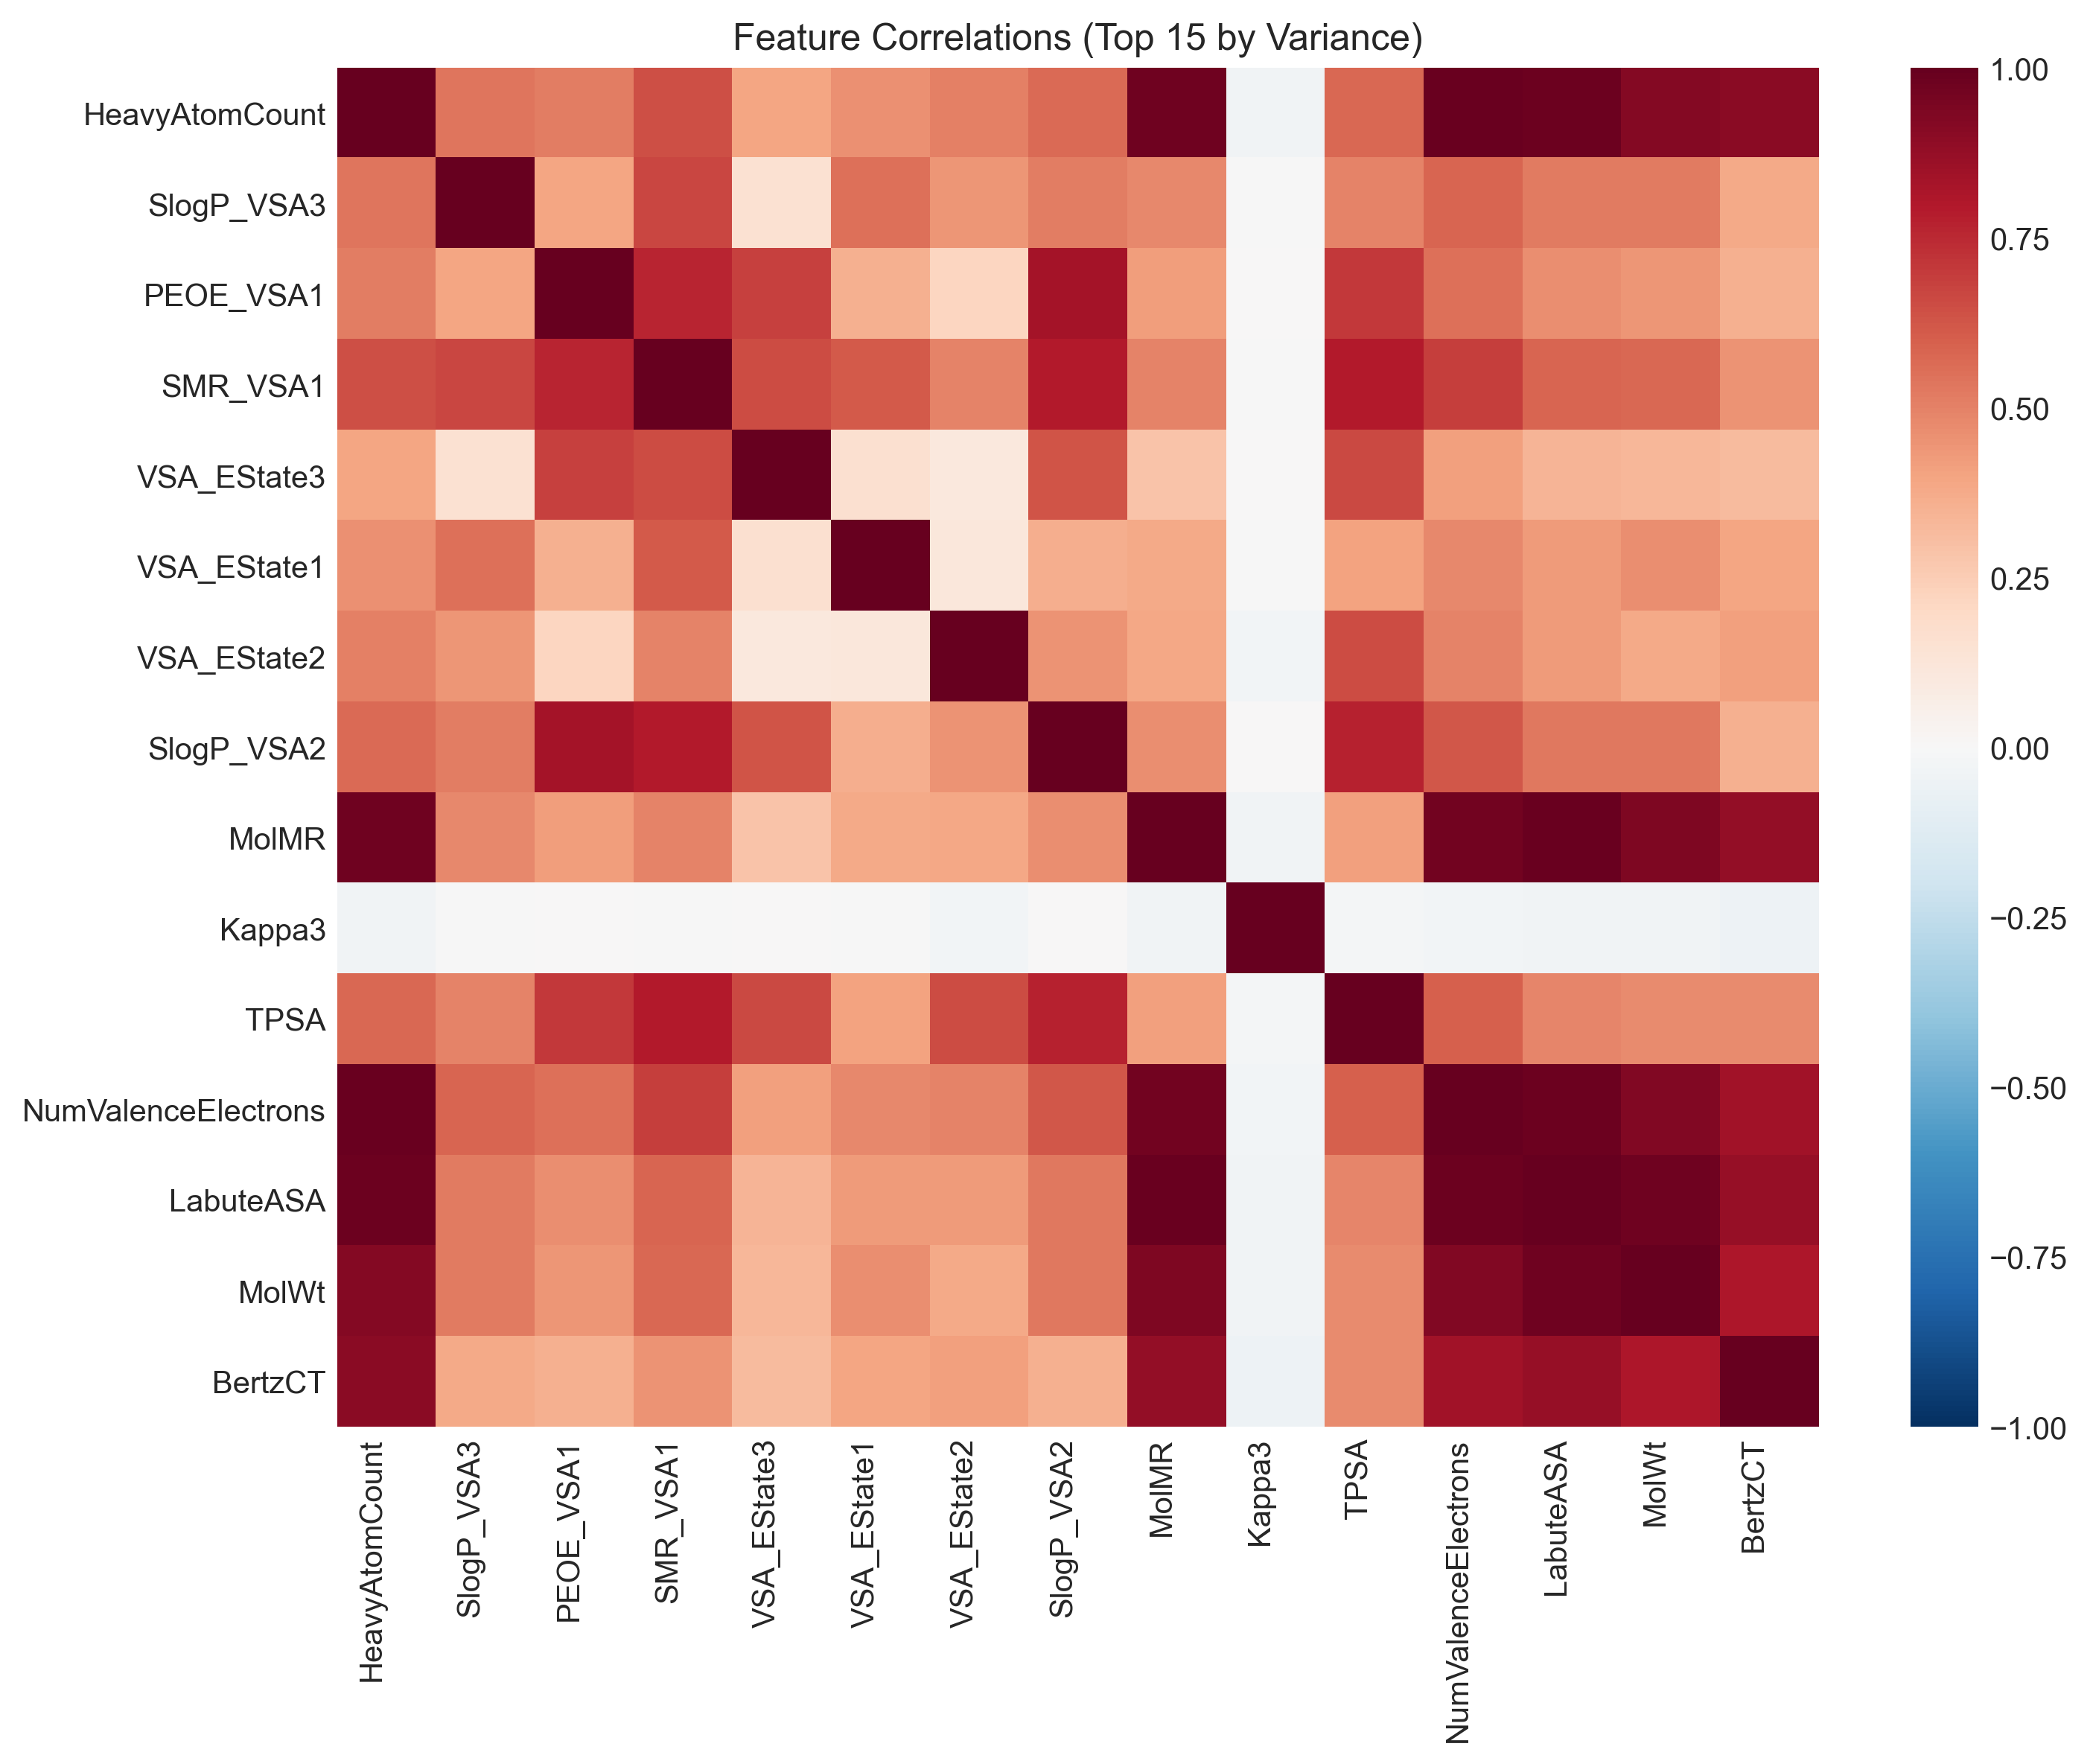 Feature Correlations (Top 15 by Variance)
HeavyAtomCount
SlogP_VSA3
PEOE_VSA1
SMR_VSA1
VSA_EState3
VSA_EState1
VSA_EState2
SlogP_VSA2
MolMR
Kappa3
TPSA
NumValenceElectrons
LabuteASA
MolWt
BertzCT
HeavyAtomCount
SlogP_VSA3
PEOE_VSA1
SMR_VSA1
VSA_EState3
VSA_EState1
VSA_EState2
SlogP_VSA2
MolMR
Kappa3
TPSA
NumValenceElectrons
LabuteASA
MolWt
BertzCT
1.00
0.75
0.50
0.25
0.00
−0.25
−0.50
−0.75
−1.00